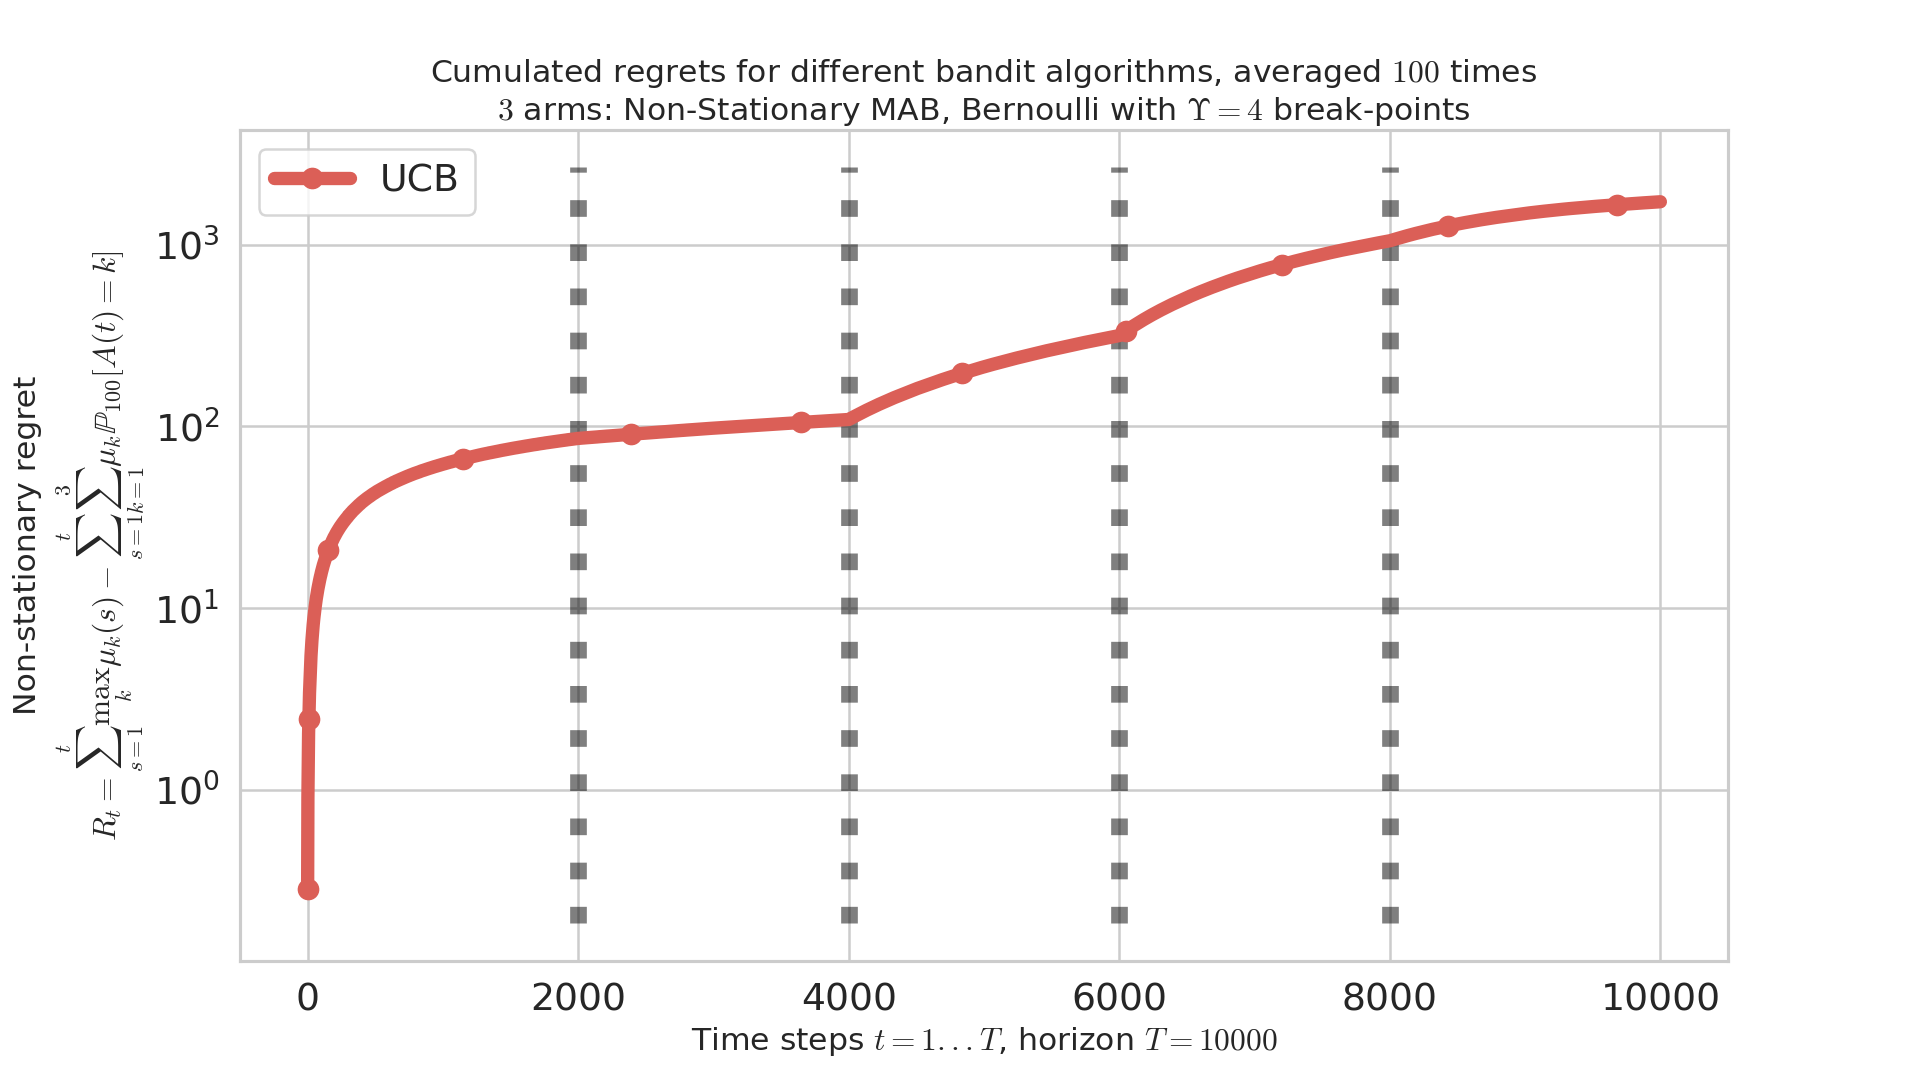 Cumulated regrets for different bandit algorithms, averaged 100 times
3 arms: Non-Stationary MAB, Bernoulli with ϒ = 4 break-points
UCB
Non-stationary regret
R_t = ∑_{s=1}^{t} max_k μ_k(s) − ∑_{s=1}^{t} ∑_{k=1}^{3} μ_k ℙ_{100}[A(t) = k]
10³
10²
10¹
10⁰
0 2000 4000 6000 8000 10000
Time steps t = 1…T, horizon T = 10000